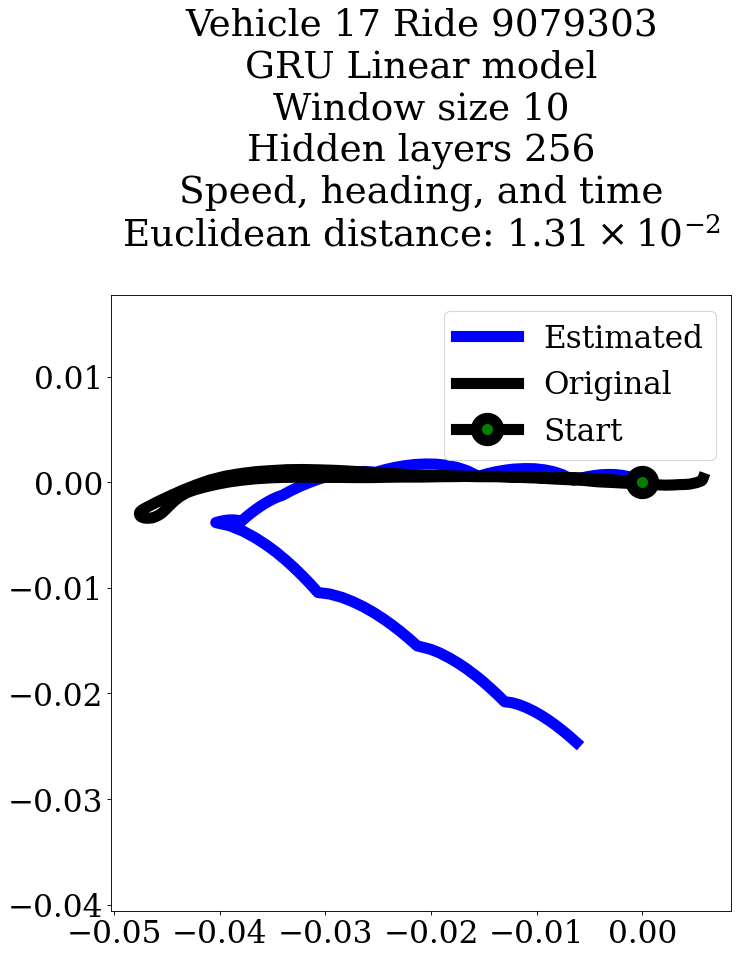 Vehicle 17 Ride 9079303
GRU Linear model
Window size 10
Hidden layers 256
Speed, heading, and time
Euclidean distance: 1.31 × 10⁻²
Estimated
Original
Start
0.01
0.00
−0.01
−0.02
−0.03
−0.04
−0.05 −0.04 −0.03 −0.02 −0.01 0.00